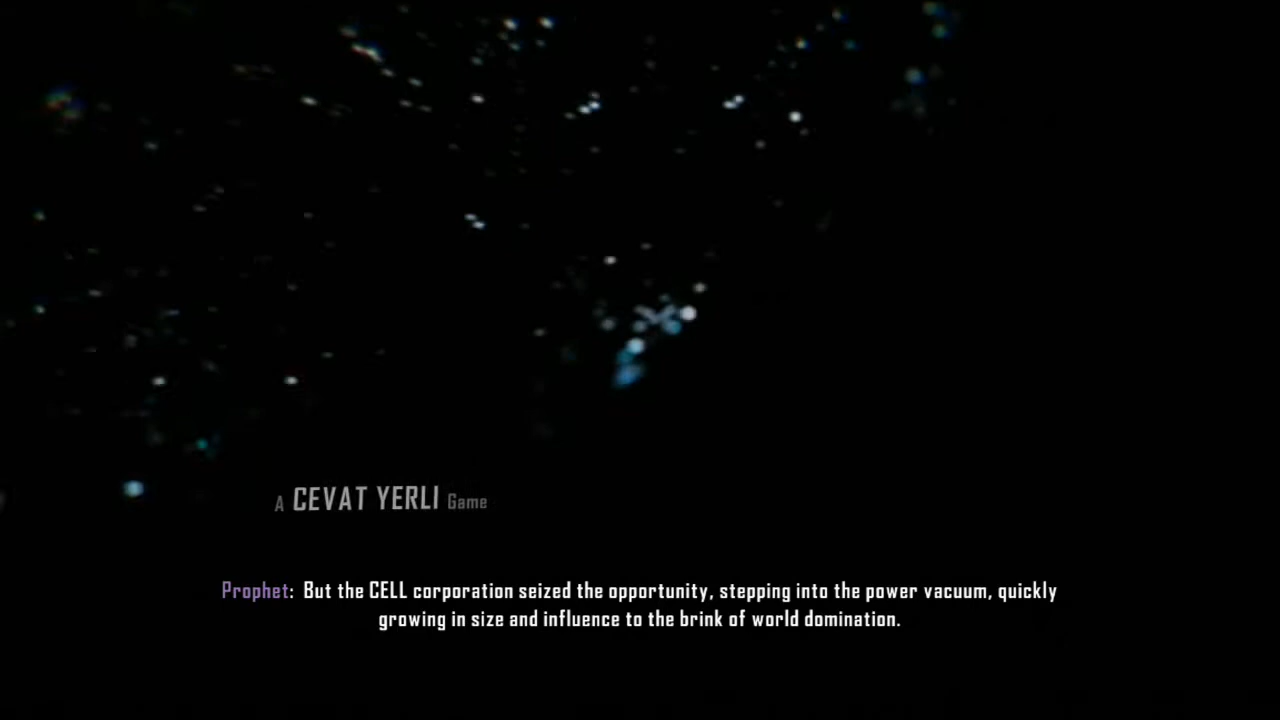 A CEVAT YERLI Game
Prophet: But the CELL corporation seized the opportunity, stepping into the power vacuum, quickly
growing in size and influence to the brink of world domination.